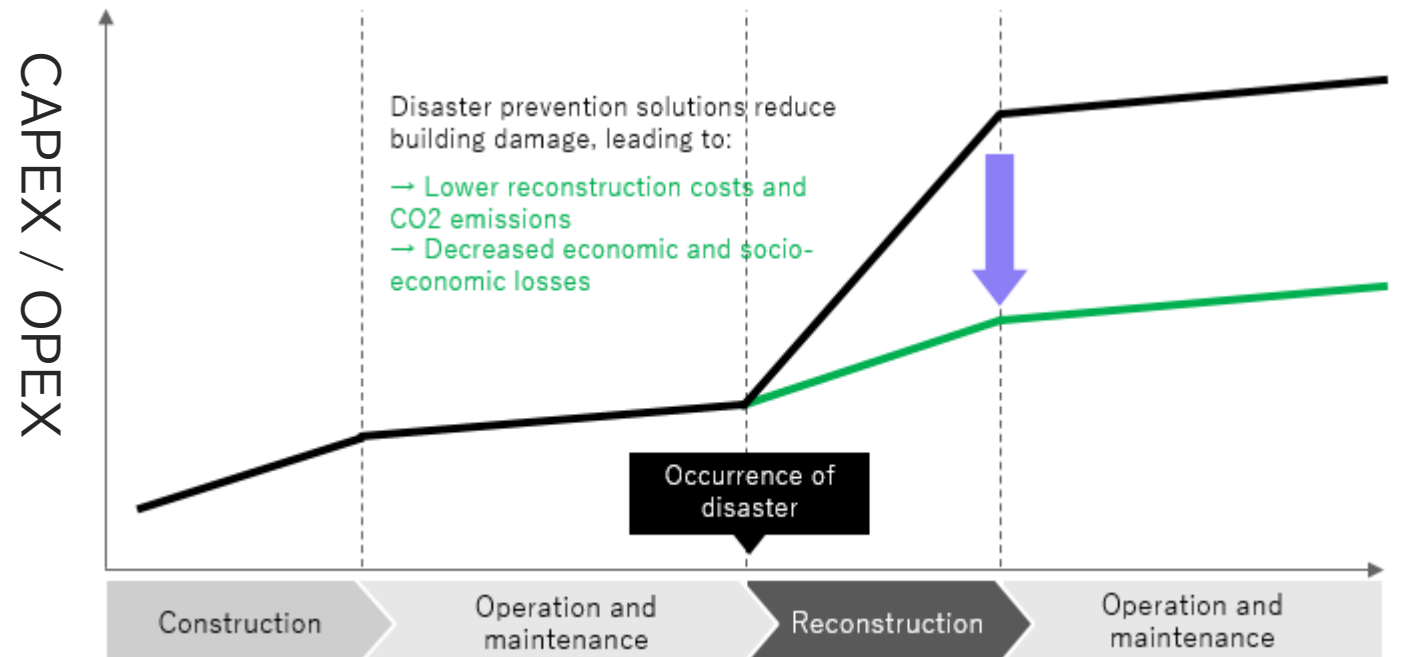 CAPEX / OPEX
Disaster prevention solutions reduce
building damage, leading to:
→ Lower reconstruction costs and
CO2 emissions
→ Decreased economic and socio-
economic losses
Occurrence of
disaster
Construction
Operation and
maintenance
Reconstruction
Operation and
maintenance